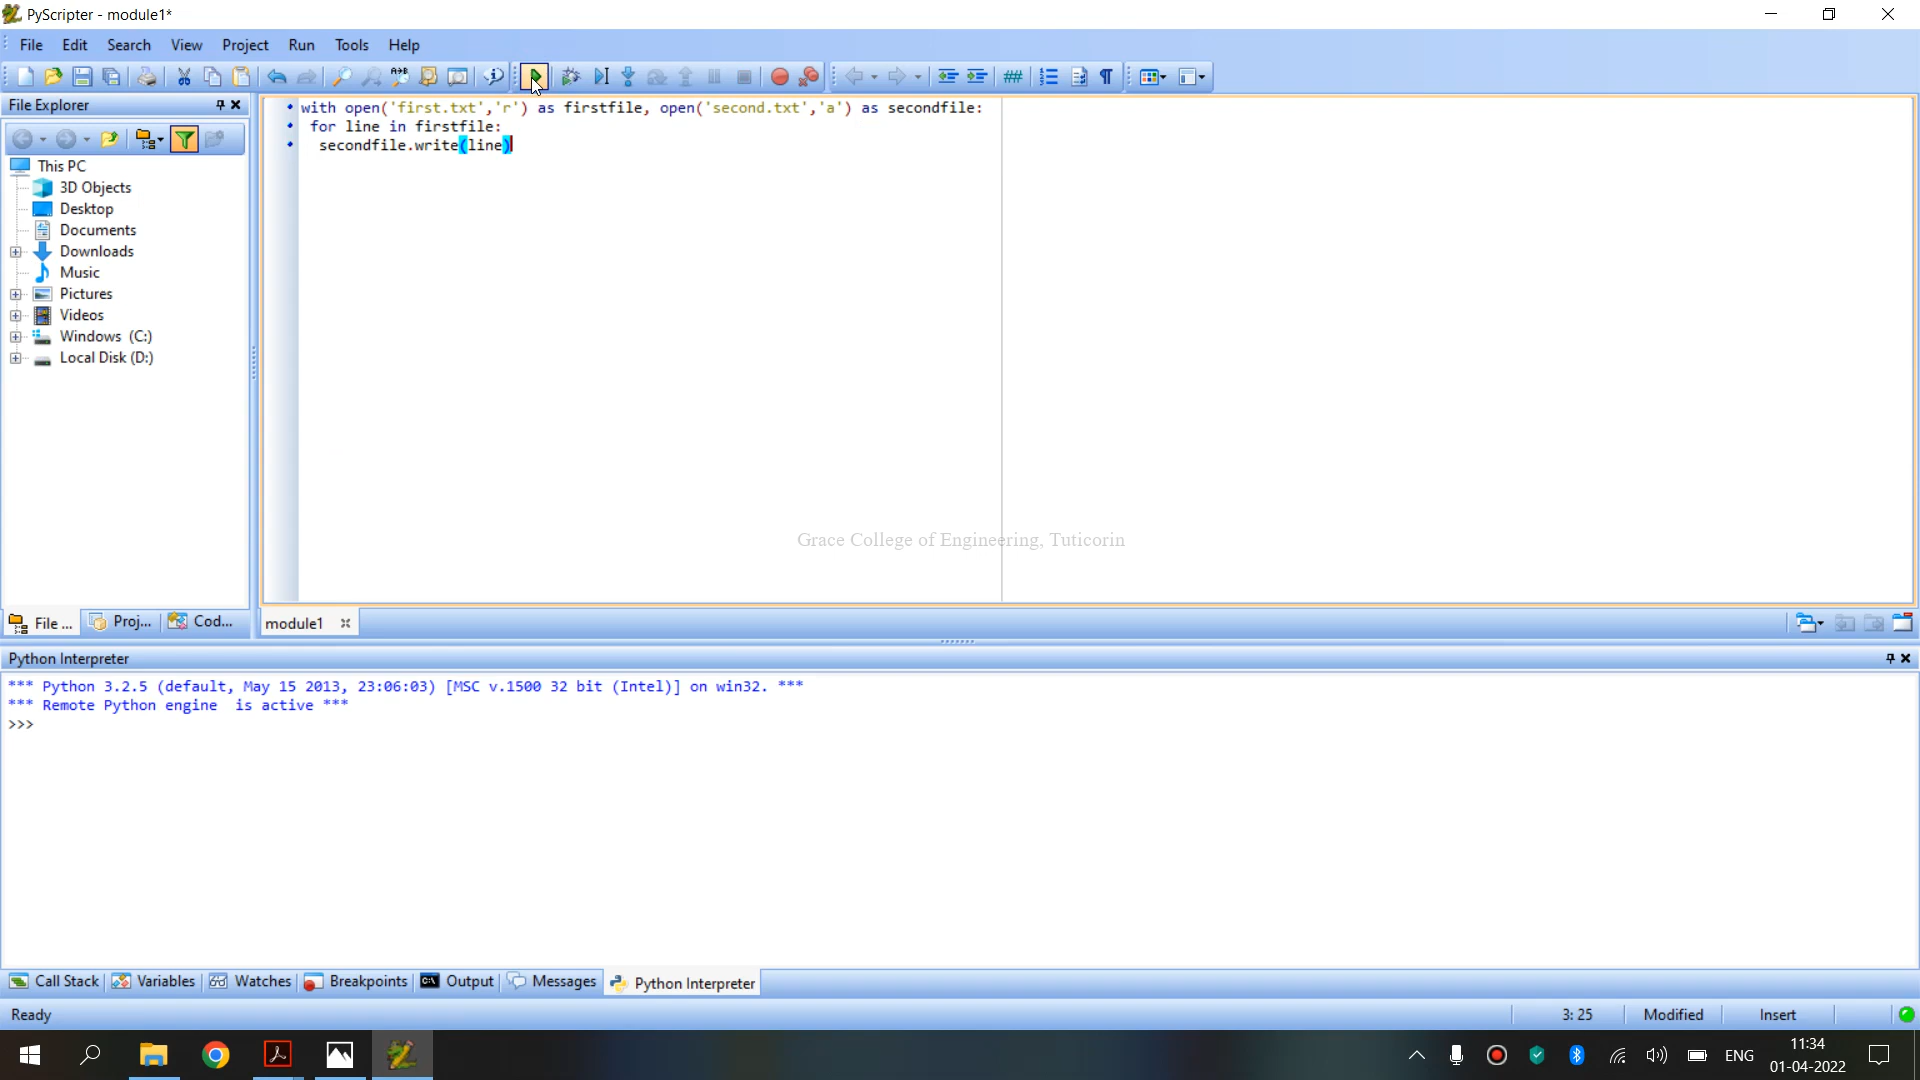 PyScripter - module1*
File Edit Search View Project Run Tools Help
File Explorer
This PC
3D Objects
Desktop
Documents
Downloads
Music
Pictures
Videos
Windows (C:)
Local Disk (D:)
File ... Proj... Cod...
with open('first.txt','r') as firstfile, open('second.txt','a') as secondfile:
for line in firstfile:
secondfile.write(line)
Grace College of Engineering, Tuticorin
module1
Python Interpreter
*** Python 3.2.5 (default, May 15 2013, 23:06:03) [MSC v.1500 32 bit (Intel)] on win32. ***
*** Remote Python engine is active ***
>>>
Call Stack Variables Watches Breakpoints Output Messages Python Interpreter
Ready 3: 25 Modified Insert
ENG 11:34
01-04-2022